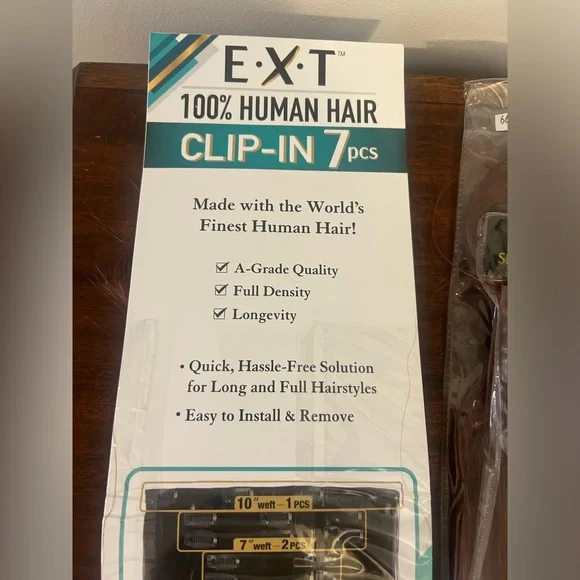 E·X·T™
100% HUMAN HAIR
CLIP-IN 7pcs
Made with the World's
Finest Human Hair!
☑ A-Grade Quality
☑ Full Density
☑ Longevity
• Quick, Hassle-Free Solution
for Long and Full Hairstyles
• Easy to Install & Remove
10" weft - 1 PCS
7" weft - 2 PCS